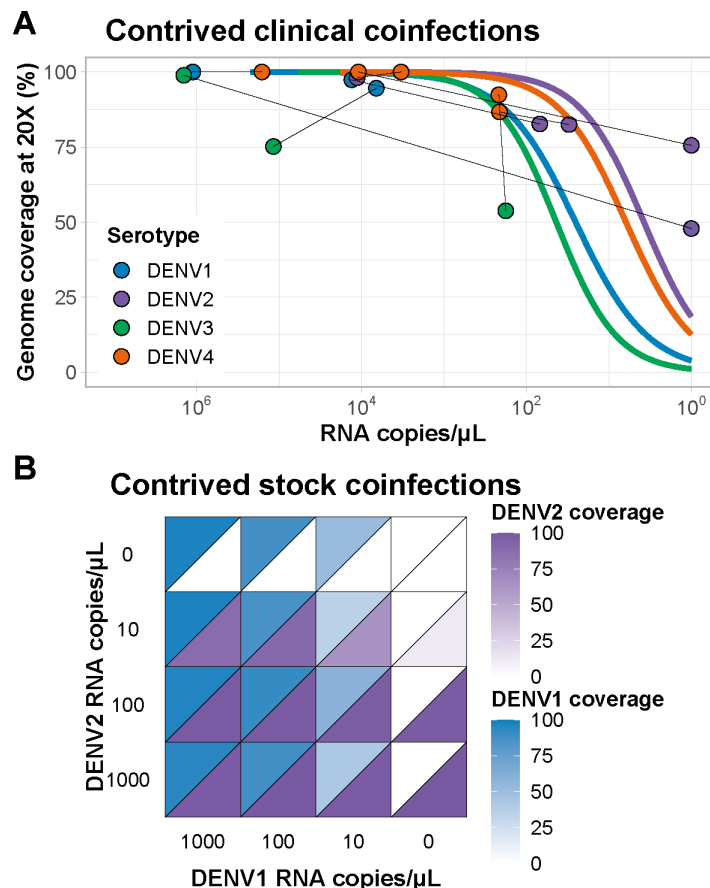 A
Contrived clinical coinfections
Genome coverage at 20X (%)
100
75
50
25
0
Serotype
DENV1
DENV2
DENV3
DENV4
10⁶
10⁴
10²
10⁰
RNA copies/µL
B
Contrived stock coinfections
DENV2 RNA copies/µL
0
10
100
1000
1000
100
10
0
DENV1 RNA copies/µL
DENV2 coverage
100
75
50
25
0
DENV1 coverage
100
75
50
25
0